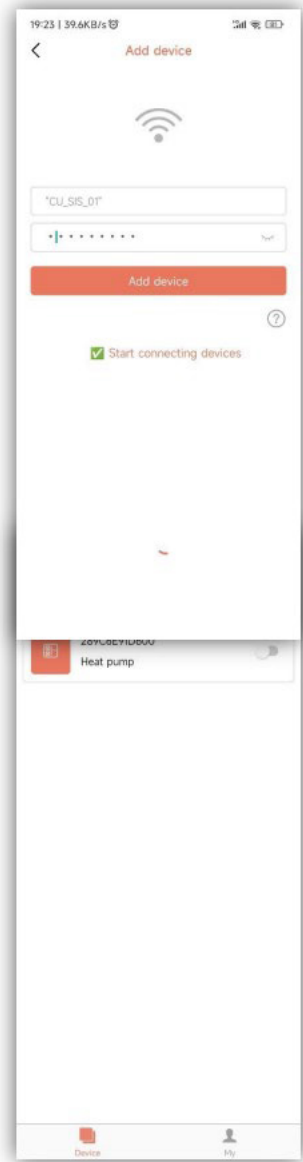 19:23 | 39.6KB/s
Add device
"CU_SIS_01"
Add device
?
✅ Start connecting devices
Heat pump
Device
My